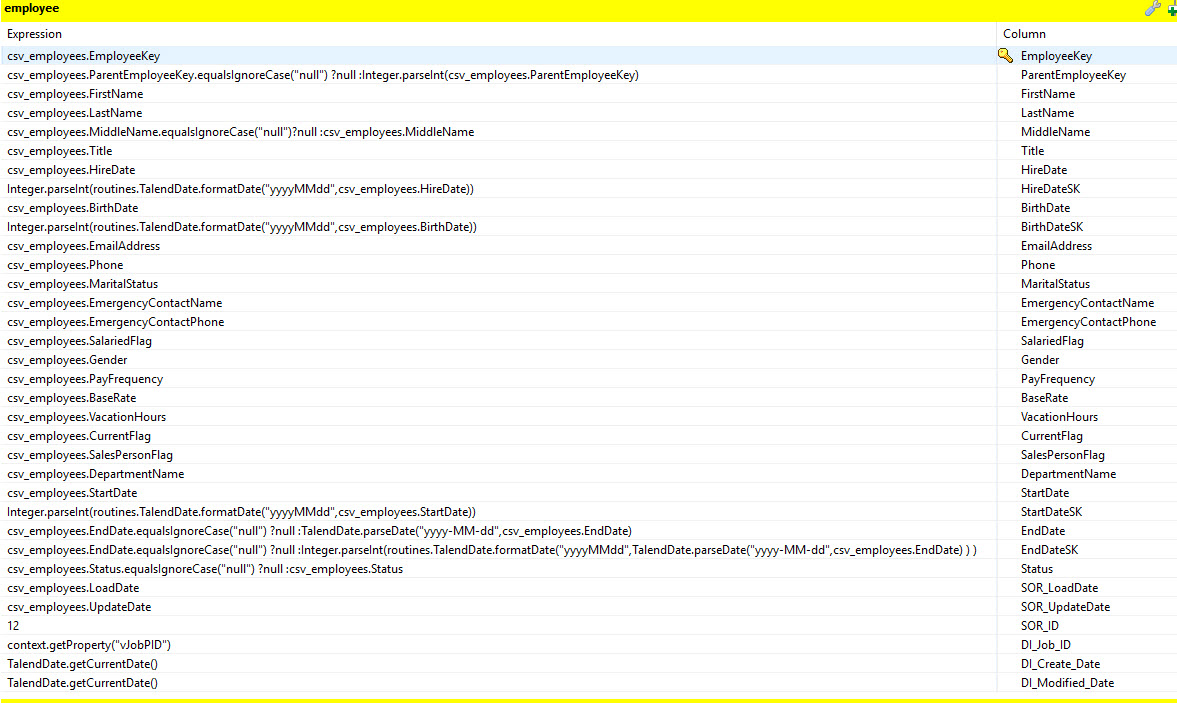 employee
Expression Column
csv_employees.EmployeeKey EmployeeKey
csv_employees.ParentEmployeeKey.equalsIgnoreCase("null") ?null :Integer.parseInt(csv_employees.ParentEmployeeKey) ParentEmployeeKey
csv_employees.FirstName FirstName
csv_employees.LastName LastName
csv_employees.MiddleName.equalsIgnoreCase("null")?null :csv_employees.MiddleName MiddleName
csv_employees.Title Title
csv_employees.HireDate HireDate
Integer.parseInt(routines.TalendDate.formatDate("yyyyMMdd",csv_employees.HireDate)) HireDateSK
csv_employees.BirthDate BirthDate
Integer.parseInt(routines.TalendDate.formatDate("yyyyMMdd",csv_employees.BirthDate)) BirthDateSK
csv_employees.EmailAddress EmailAddress
csv_employees.Phone Phone
csv_employees.MaritalStatus MaritalStatus
csv_employees.EmergencyContactName EmergencyContactName
csv_employees.EmergencyContactPhone EmergencyContactPhone
csv_employees.SalariedFlag SalariedFlag
csv_employees.Gender Gender
csv_employees.PayFrequency PayFrequency
csv_employees.BaseRate BaseRate
csv_employees.VacationHours VacationHours
csv_employees.CurrentFlag CurrentFlag
csv_employees.SalesPersonFlag SalesPersonFlag
csv_employees.DepartmentName DepartmentName
csv_employees.StartDate StartDate
Integer.parseInt(routines.TalendDate.formatDate("yyyyMMdd",csv_employees.StartDate)) StartDateSK
csv_employees.EndDate.equalsIgnoreCase("null") ?null :TalendDate.parseDate("yyyy-MM-dd",csv_employees.EndDate) EndDate
csv_employees.EndDate.equalsIgnoreCase("null") ?null :Integer.parseInt(routines.TalendDate.formatDate("yyyyMMdd",TalendDate.parseDate("yyyy-MM-dd",csv_employees.EndDate) ) ) EndDateSK
csv_employees.Status.equalsIgnoreCase("null") ?null :csv_employees.Status Status
csv_employees.LoadDate SOR_LoadDate
csv_employees.UpdateDate SOR_UpdateDate
12 SOR_ID
context.getProperty("vJobPID") DI_Job_ID
TalendDate.getCurrentDate() DI_Create_Date
TalendDate.getCurrentDate() DI_Modified_Date